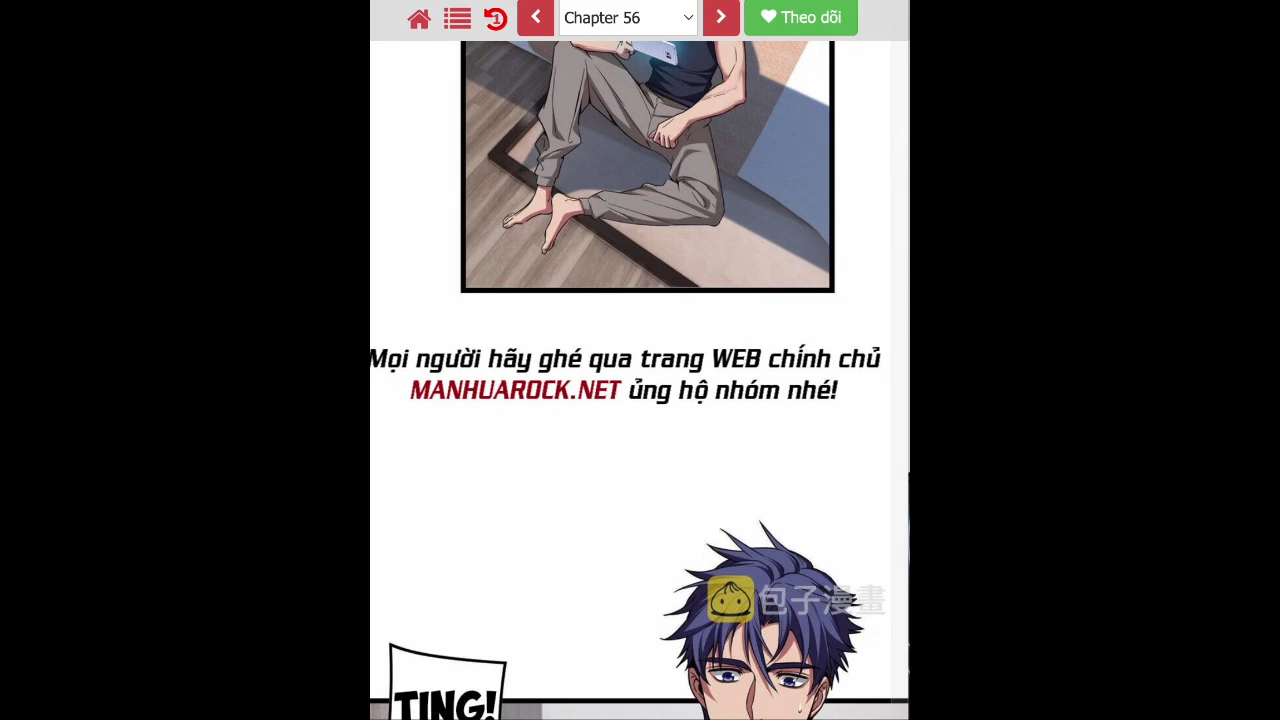 Chapter 56
Theo dõi
Mọi người hãy ghé qua trang WEB chính chủ
MANHUAROCK.NET ủng hộ nhóm nhé!
包子漫畫
TING!